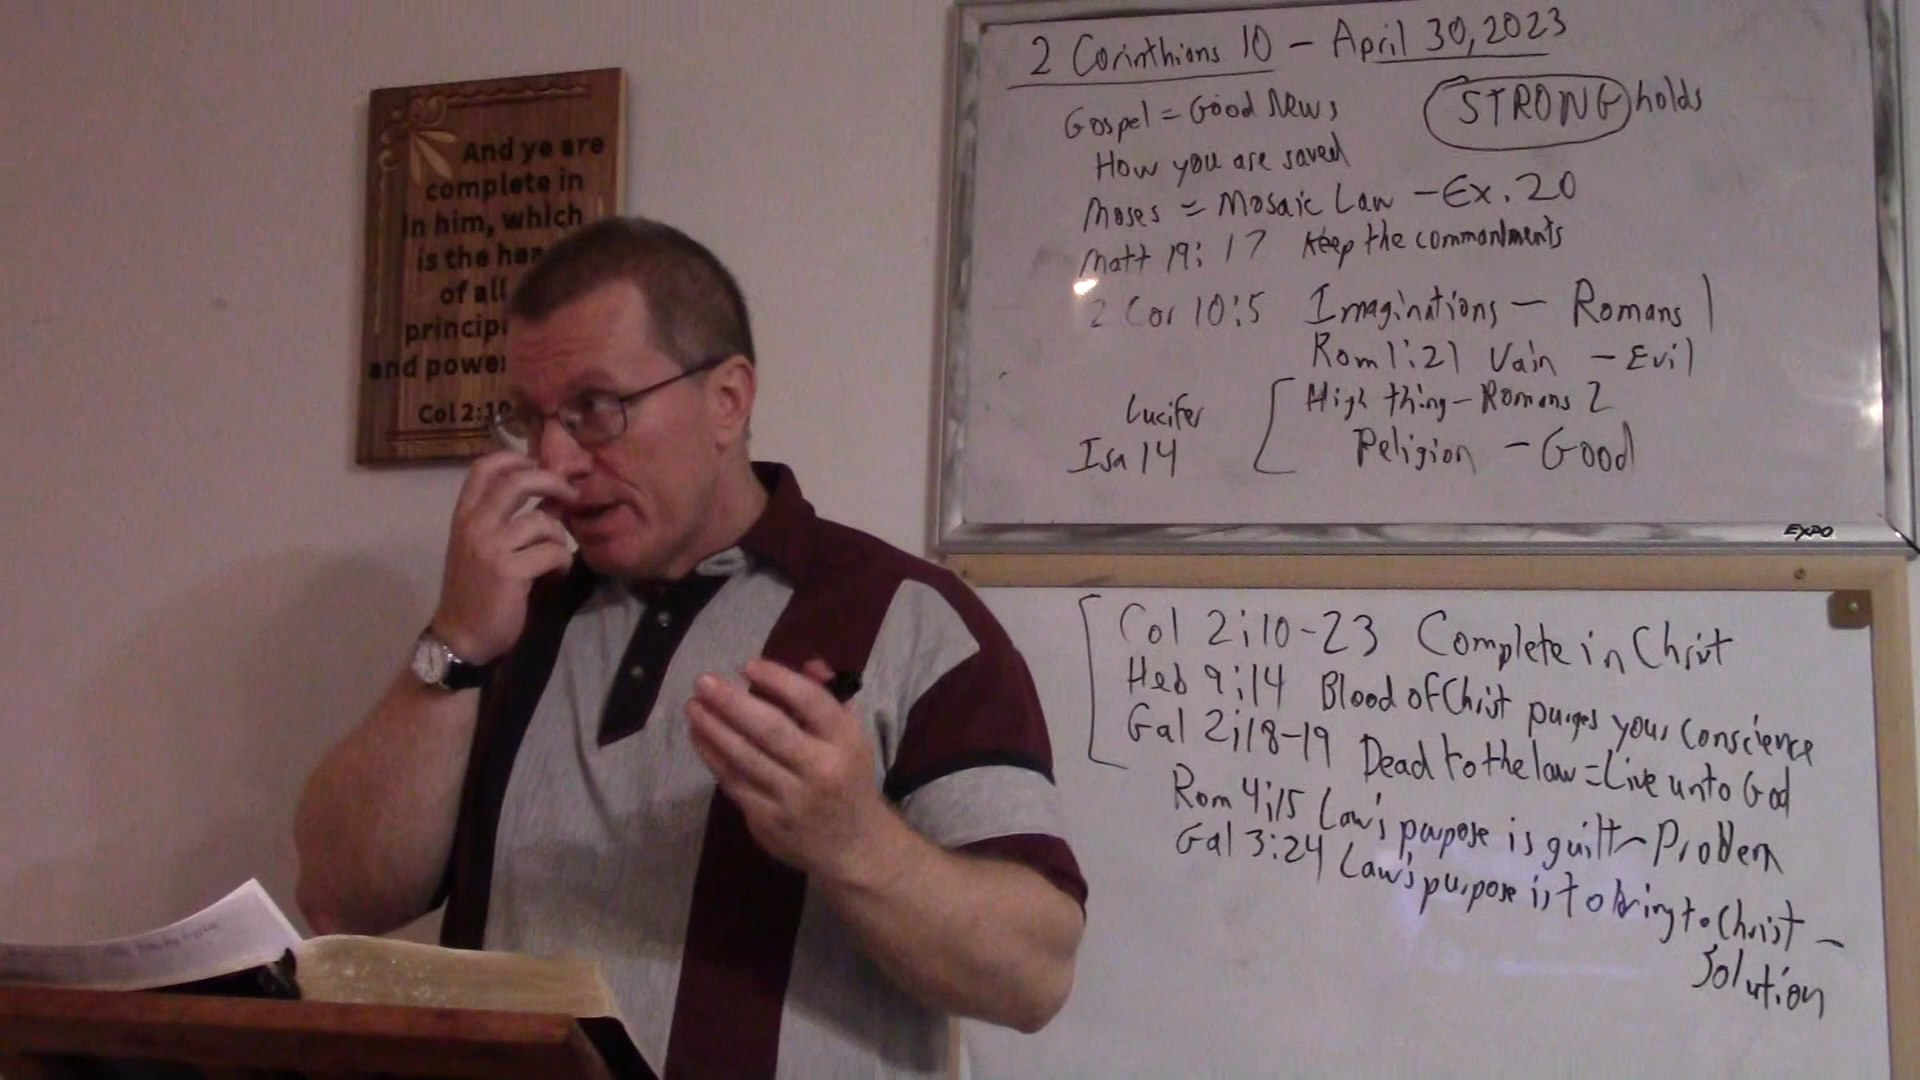 And ye are
complete in
in him, which
is the hea
of all
princip
and power
Col 2:10
2 Corinthians 10 - April 30, 2023
Gospel = Good News STRONG holds
How you are saved
Moses = Mosaic Law - Ex. 20
Matt 19:17 Keep the commandments
2 Cor 10:5 Imaginations - Romans 1
Rom 1:21 Vain - Evil
Lucifer High thing - Romans 2
Isa 14 Religion - Good
EXPO
Col 2:10-23 Complete in Christ
Heb 9:14 Blood of Christ purges your conscience
Gal 2:18-19 Dead to the law = Live unto God
Rom 4:15 Law's purpose is guilt - Problem
Gal 3:24 Law's purpose is to bring to Christ -
Solution